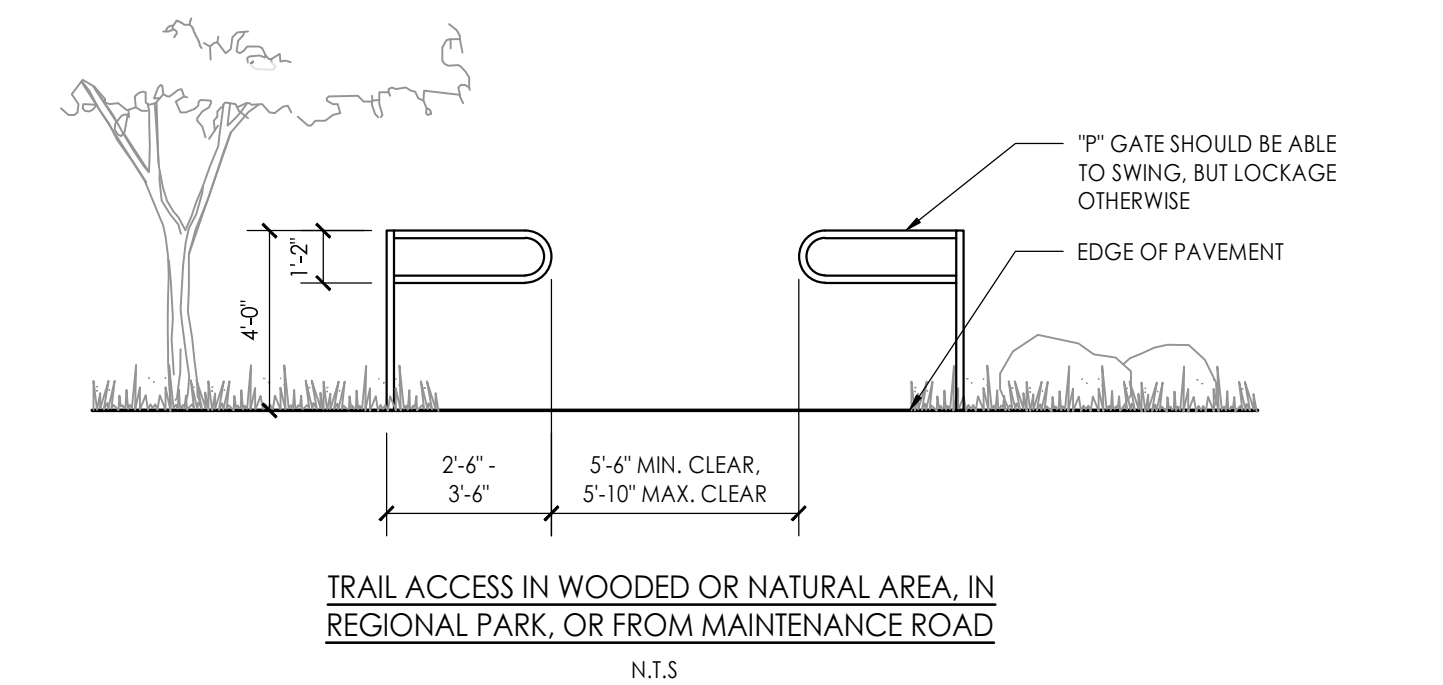 "P" GATE SHOULD BE ABLE
TO SWING, BUT LOCKAGE
OTHERWISE
EDGE OF PAVEMENT
1'-2"
4'-0"
2'-6" -
3'-6"
5'-6" MIN. CLEAR,
5'-10" MAX. CLEAR
TRAIL ACCESS IN WOODED OR NATURAL AREA, IN
REGIONAL PARK, OR FROM MAINTENANCE ROAD
N.T.S